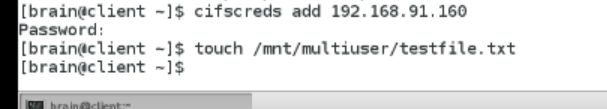 [brain@client ~]$ cifscreds add 192.168.91.160
Password:
[brain@client ~]$ touch /mnt/multiuser/testfile.txt
[brain@client ~]$
brain@client:~